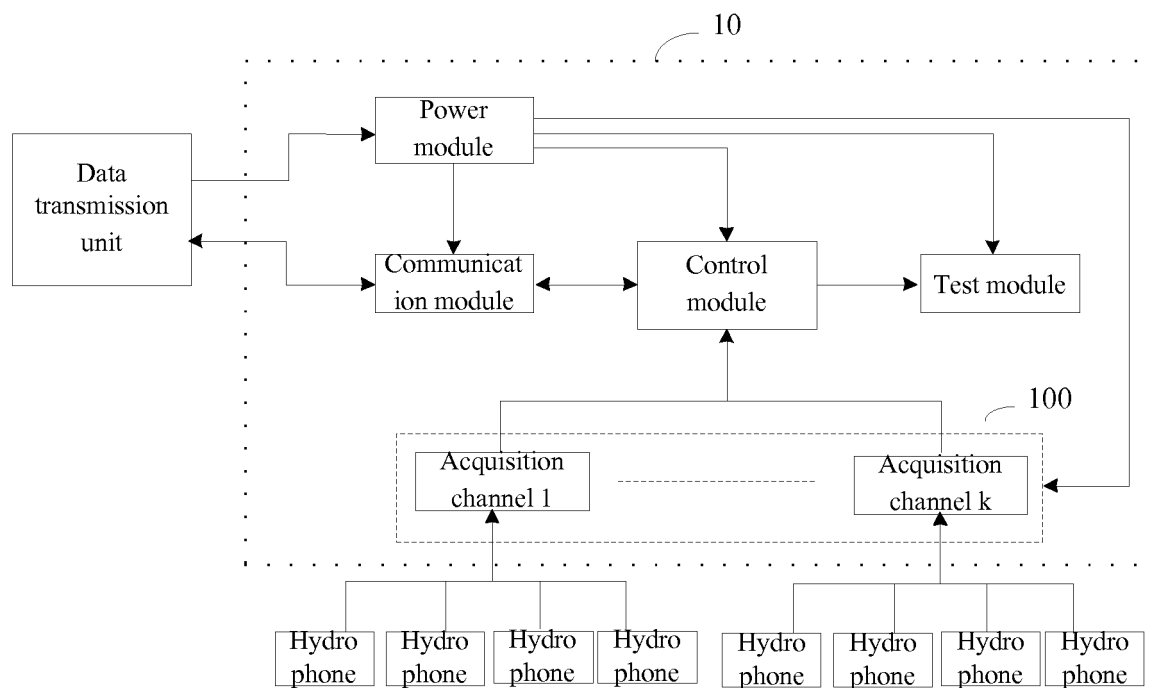 10
Power
module
Data
transmission
unit
Communicat
ion module
Control
module
Test module
100
Acquisition
channel 1
Acquisition
channel k
Hydro
phone
Hydro
phone
Hydro
phone
Hydro
phone
Hydro
phone
Hydro
phone
Hydro
phone
Hydro
phone